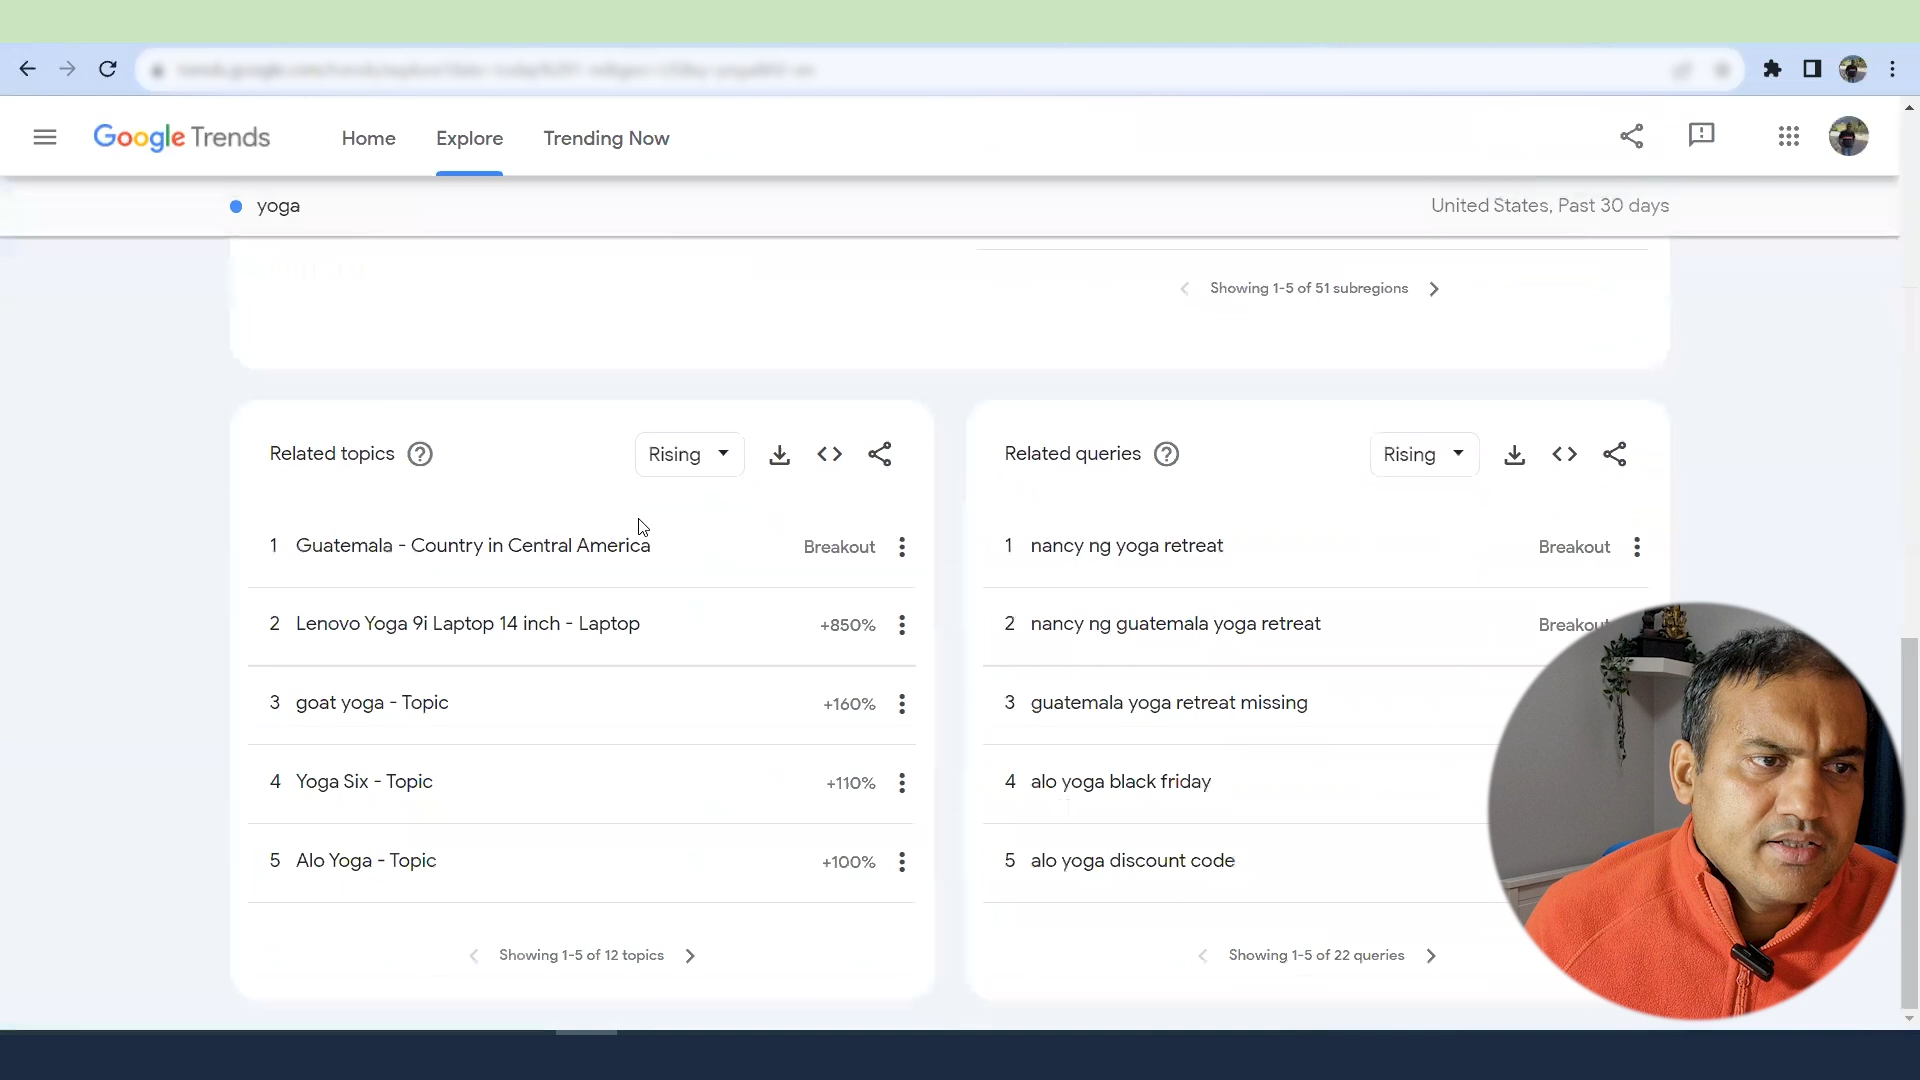 Google Trends
Home
Explore
Trending Now
yoga
United States, Past 30 days
Showing 1-5 of 51 subregions
Related topics
Rising
1 Guatemala - Country in Central America Breakout
2 Lenovo Yoga 9i Laptop 14 inch - Laptop +850%
3 goat yoga - Topic +160%
4 Yoga Six - Topic +110%
5 Alo Yoga - Topic +100%
Showing 1-5 of 12 topics
Related queries
Rising
1 nancy ng yoga retreat Breakout
2 nancy ng guatemala yoga retreat Breakout
3 guatemala yoga retreat missing
4 alo yoga black friday
5 alo yoga discount code
Showing 1-5 of 22 queries